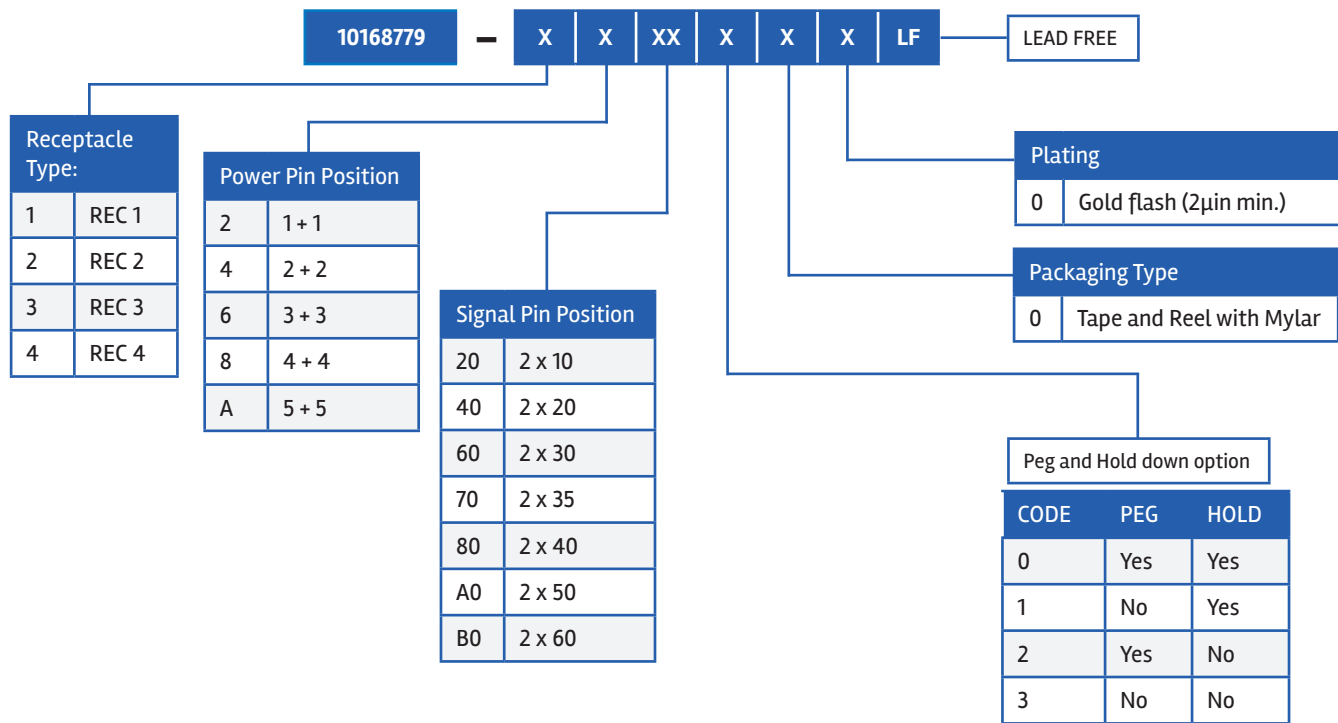 10168779 – X X XX X X X LF LEAD FREE
Receptacle
Type:
1 REC 1
2 REC 2
3 REC 3
4 REC 4
Power Pin Position
2 1 + 1
4 2 + 2
6 3 + 3
8 4 + 4
A 5 + 5
Signal Pin Position
20 2 x 10
40 2 x 20
60 2 x 30
70 2 x 35
80 2 x 40
A0 2 x 50
B0 2 x 60
Plating
0 Gold flash (2µin min.)
Packaging Type
0 Tape and Reel with Mylar
Peg and Hold down option
CODE PEG HOLD
0 Yes Yes
1 No Yes
2 Yes No
3 No No